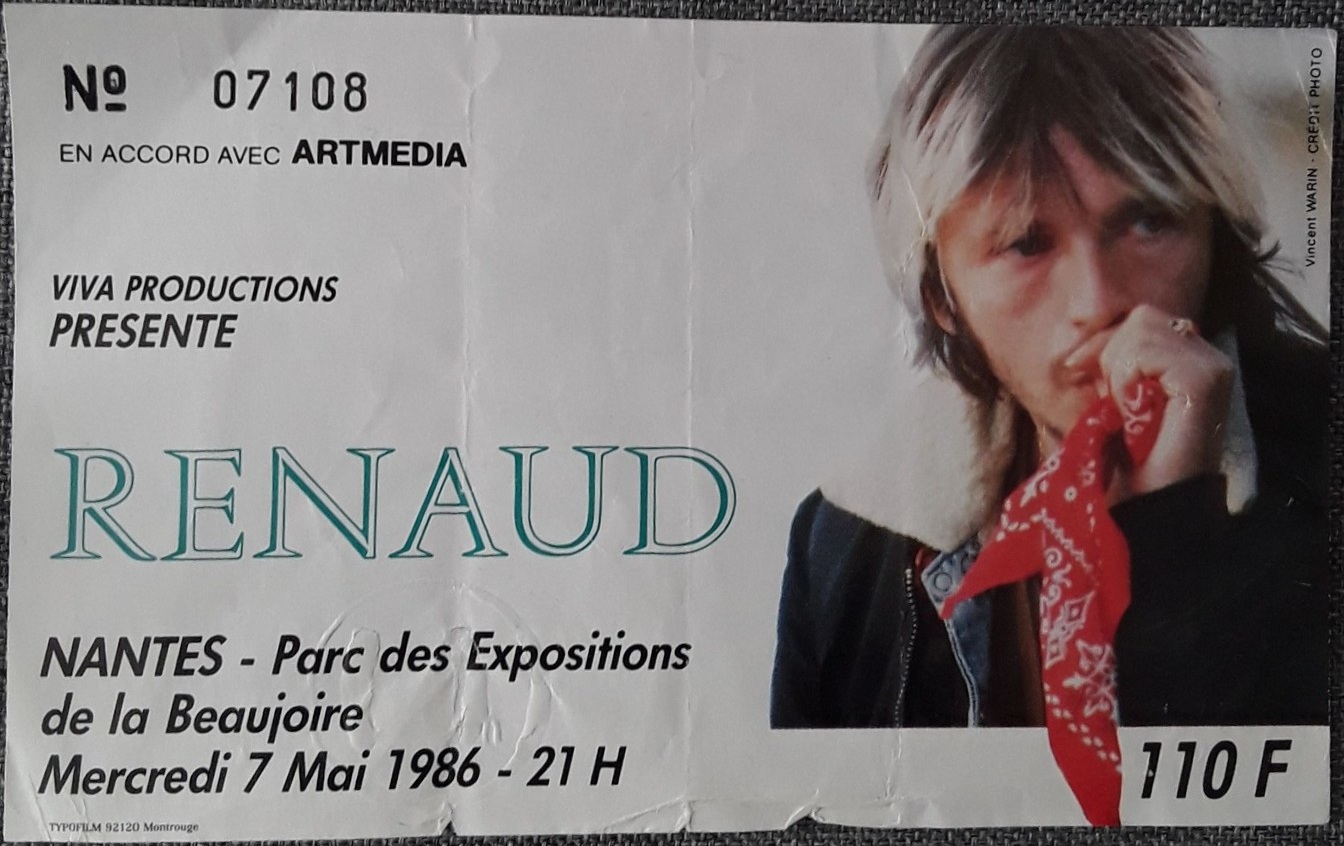 Nº 07108
EN ACCORD AVEC ARTMEDIA
VIVA PRODUCTIONS
PRESENTE
RENAUD
NANTES - Parc des Expositions
de la Beaujoire
Mercredi 7 Mai 1986 - 21 H
TYPOFILM 92120 Montrouge
110 F
Vincent WARIN - CRÉDIT PHOTO